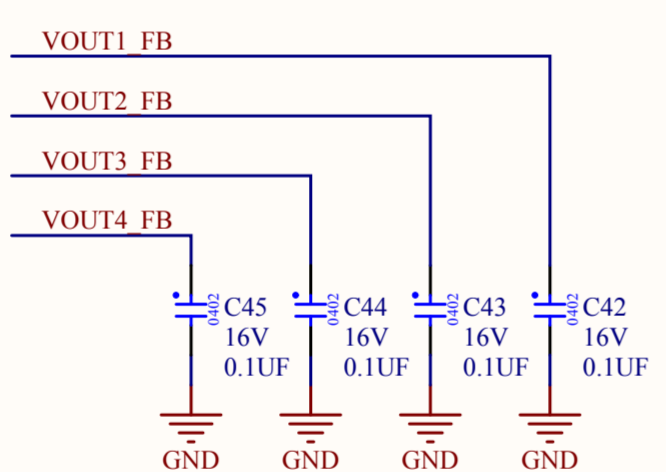 VOUT1_FB
VOUT2_FB
VOUT3_FB
VOUT4_FB
0402 C45
16V
0.1UF
0402 C44
16V
0.1UF
0402 C43
16V
0.1UF
0402 C42
16V
0.1UF
GND
GND
GND
GND